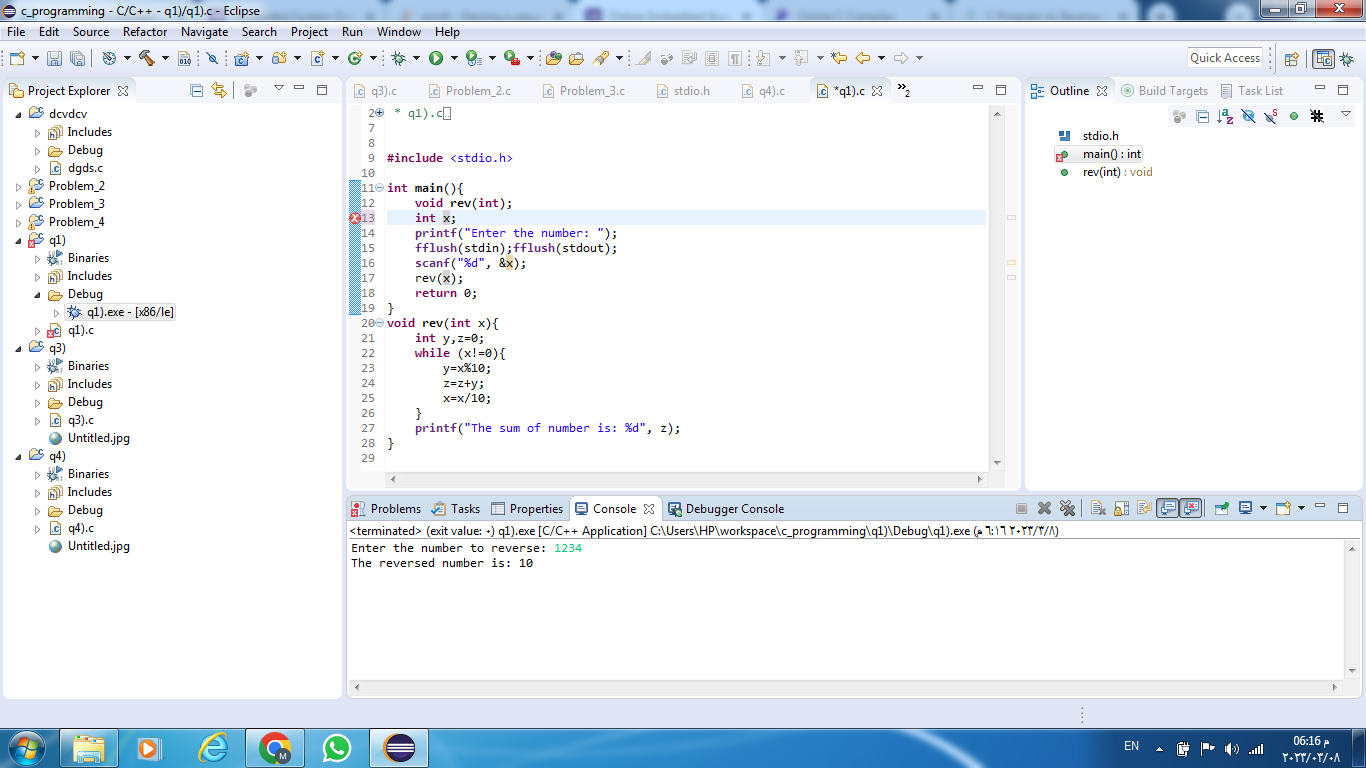 c_programming - C/C++ - q1)/q1).c - Eclipse
File Edit Source Refactor Navigate Search Project Run Window Help
Quick Access
Project Explorer
dcvdcv
Includes
Debug
dgds.c
Problem_2
Problem_3
Problem_4
q1)
Binaries
Includes
Debug
q1).exe - [x86/le]
q1).c
q3)
Binaries
Includes
Debug
q3).c
Untitled.jpg
q4)
Binaries
Includes
Debug
q4).c
Untitled.jpg
q3).c Problem_2.c Problem_3.c stdio.h q4).c *q1).c »2
2 * q1).c
7
8
9 #include <stdio.h>
10
11 int main(){
12 void rev(int);
13 int x;
14 printf("Enter the number: ");
15 fflush(stdin);fflush(stdout);
16 scanf("%d", &x);
17 rev(x);
18 return 0;
19 }
20 void rev(int x){
21 int y,z=0;
22 while (x!=0){
23 y=x%10;
24 z=z+y;
25 x=x/10;
26 }
27 printf("The sum of number is: %d", z);
28 }
29
Outline Build Targets Task List
stdio.h
main() : int
rev(int) : void
Problems Tasks Properties Console Debugger Console
<terminated> (exit value: ٠) q1).exe [C/C++ Application] C:\Users\HP\workspace\c_programming\q1)\Debug\q1).exe (٢٠٢٣/٣/٨ ٦:١٦ م)
Enter the number to reverse: 1234
The reversed number is: 10
EN
06:16 م
٢٠٢٣/٠٣/٠٨